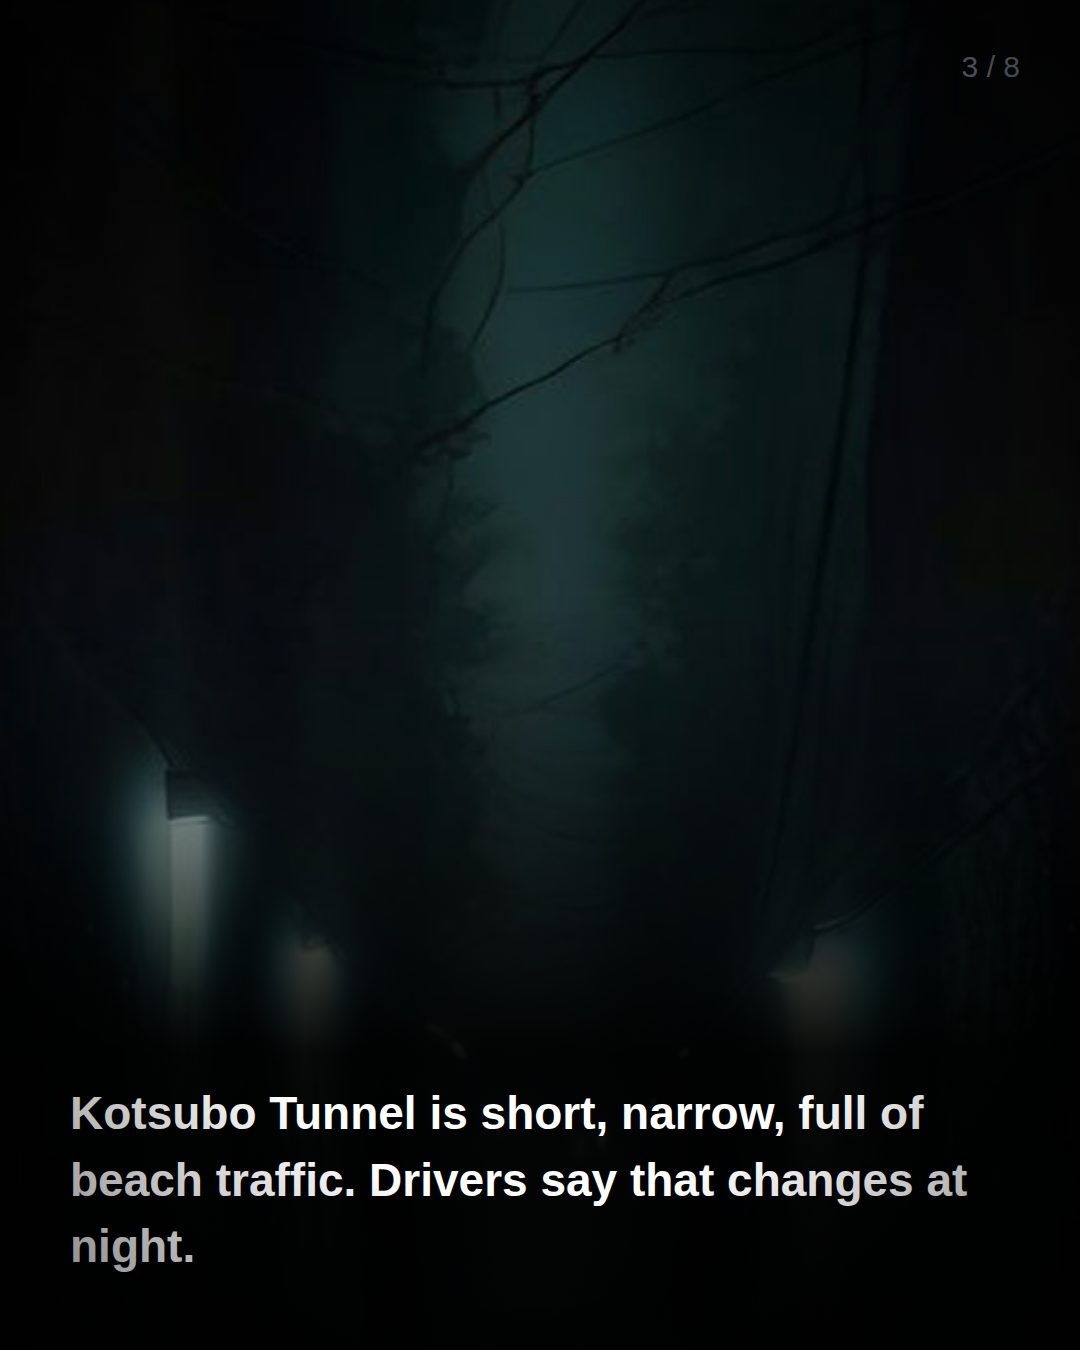 3 / 8
Kotsubo Tunnel is short, narrow, full of
beach traffic. Drivers say that changes at
night.